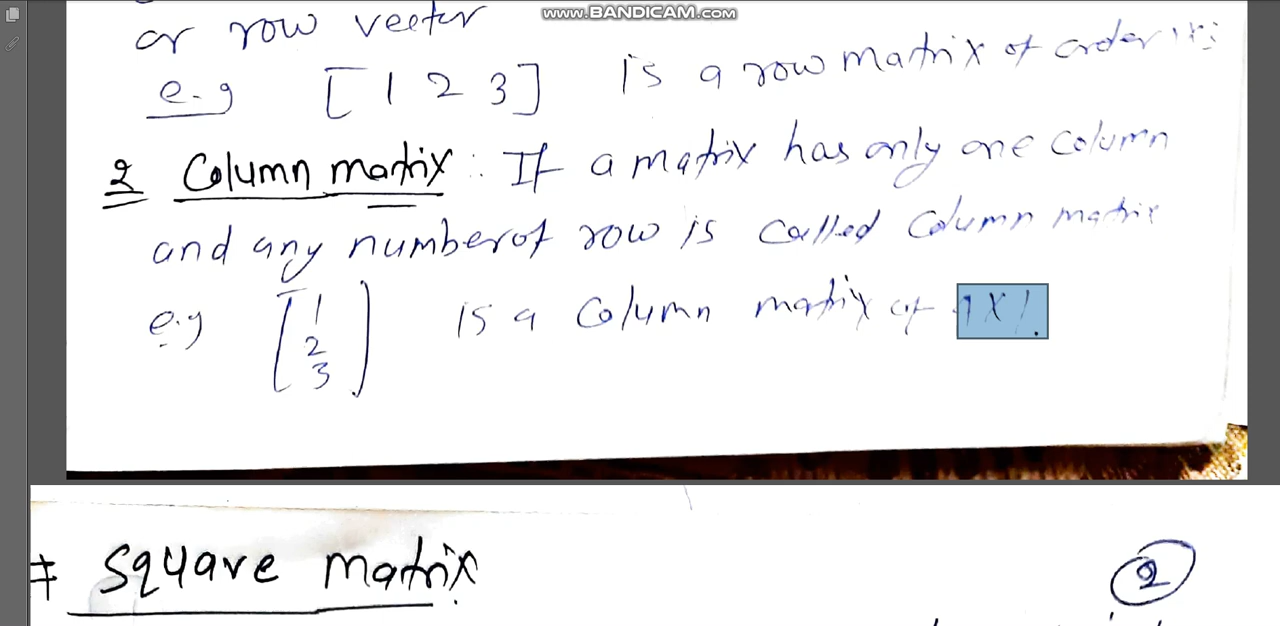 www.BANDICAM.com
or row vector
e.g [ 1 2 3 ] is a row matrix of order
2 Column matrix : If a matrix has only one column
and any number of row is called column matrix
e.g [ 1 2 3 ] is a column matrix of
⇒ square matrix
2